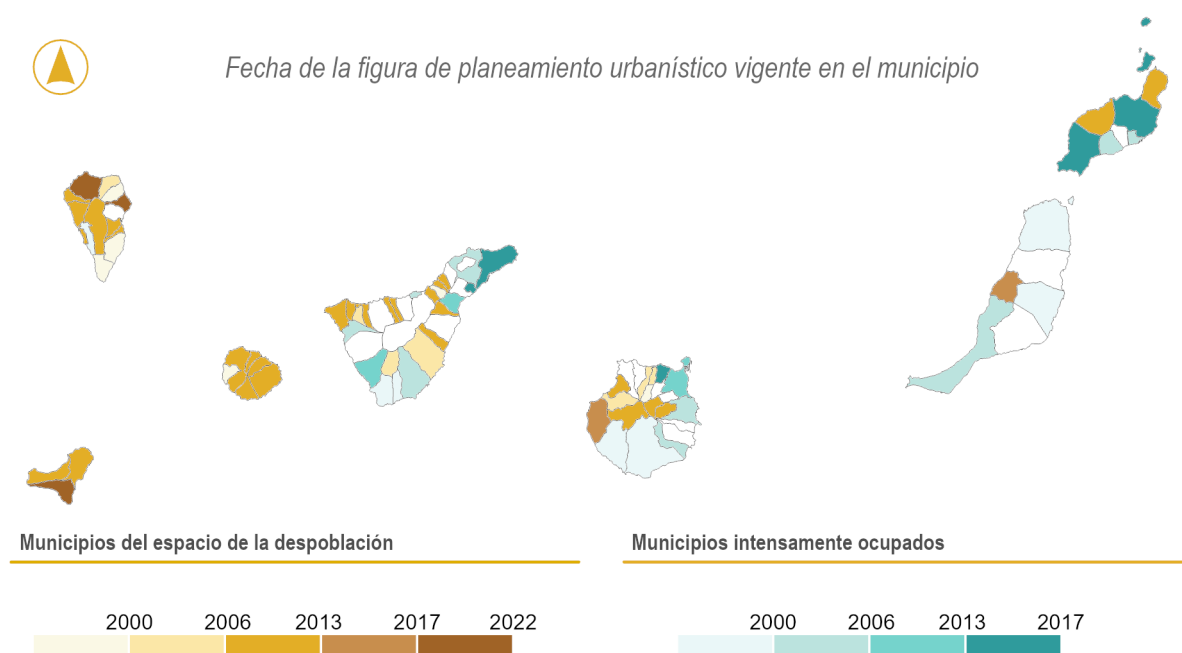 Fecha de la figura de planeamiento urbanístico vigente en el municipio
Municipios del espacio de la despoblación
2000 2006 2013 2017 2022
Municipios intensamente ocupados
2000 2006 2013 2017